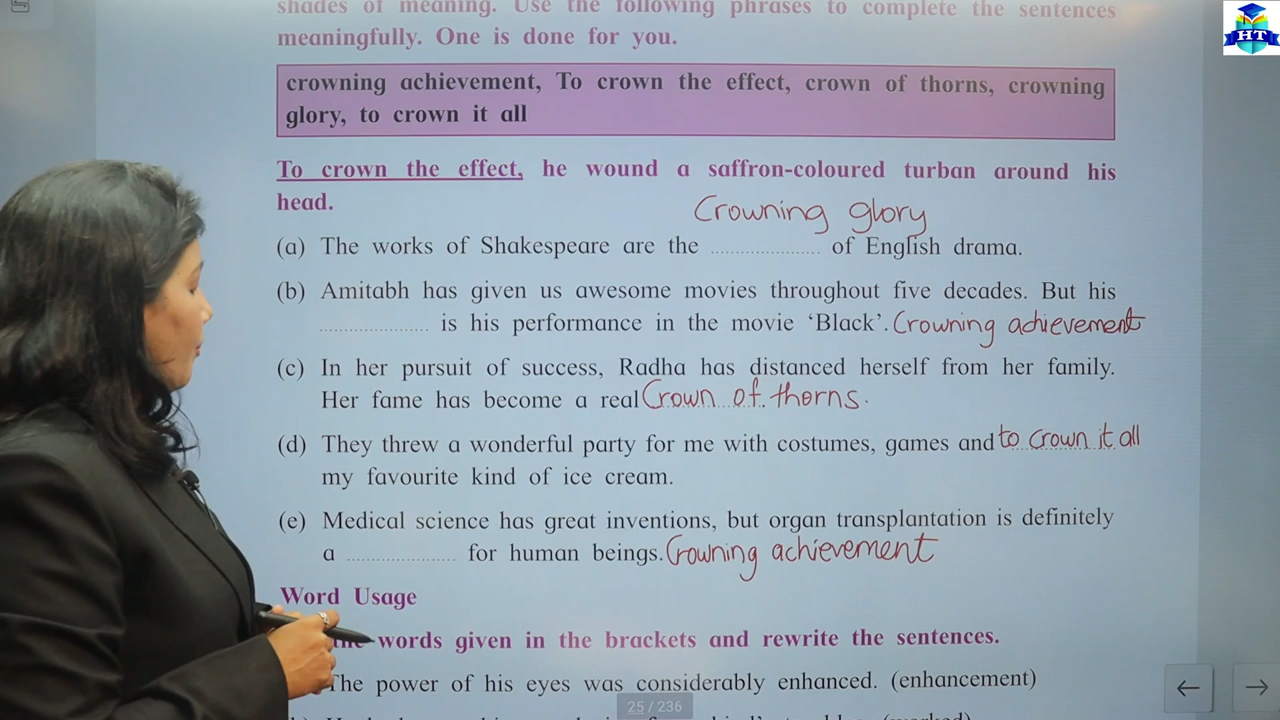 shades of meaning. Use the following phrases to complete the sentences
meaningfully. One is done for you.
crowning achievement, To crown the effect, crown of thorns, crowning
glory, to crown it all
To crown the effect, he wound a saffron-coloured turban around his
head.
Crowning glory
(a) The works of Shakespeare are the .................... of English drama.
(b) Amitabh has given us awesome movies throughout five decades. But his
.................... is his performance in the movie ‘Black’. Crowning achievement
(c) In her pursuit of success, Radha has distanced herself from her family.
Her fame has become a real Crown of thorns.
(d) They threw a wonderful party for me with costumes, games and to crown it all
my favourite kind of ice cream.
(e) Medical science has great inventions, but organ transplantation is definitely
a .................... for human beings. Crowning achievement
Word Usage
the words given in the brackets and rewrite the sentences.
The power of his eyes was considerably enhanced. (enhancement)
25 / 236
HT